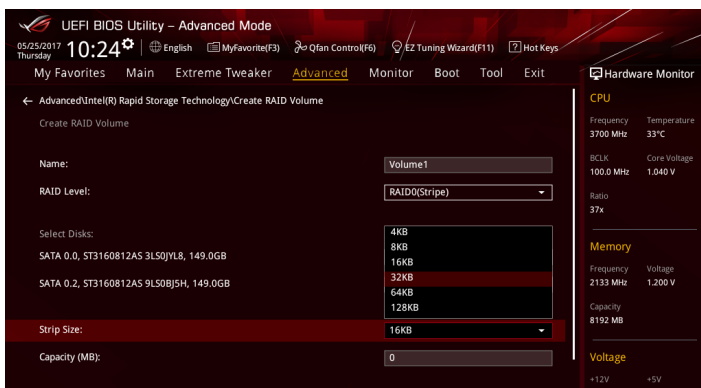 UEFI BIOS Utility – Advanced Mode
05/25/2017 Thursday 10:24 English MyFavorite(F3) Qfan Control(F6) EZ Tuning Wizard(F11) ? Hot Keys
My Favorites Main Extreme Tweaker Advanced Monitor Boot Tool Exit
Advanced\Intel(R) Rapid Storage Technology\Create RAID Volume
Create RAID Volume
Name: Volume1
RAID Level: RAID0(Stripe)
Select Disks:
SATA 0.0, ST3160812AS 3LS0JYL8, 149.0GB
SATA 0.2, ST3160812AS 9LS0BJ5H, 149.0GB
4KB
8KB
16KB
32KB
64KB
128KB
Strip Size: 16KB
Capacity (MB): 0
Hardware Monitor
CPU
Frequency Temperature
3700 MHz 33°C
BCLK Core Voltage
100.0 MHz 1.040 V
Ratio
37x
Memory
Frequency Voltage
2133 MHz 1.200 V
Capacity
8192 MB
Voltage
+12V +5V